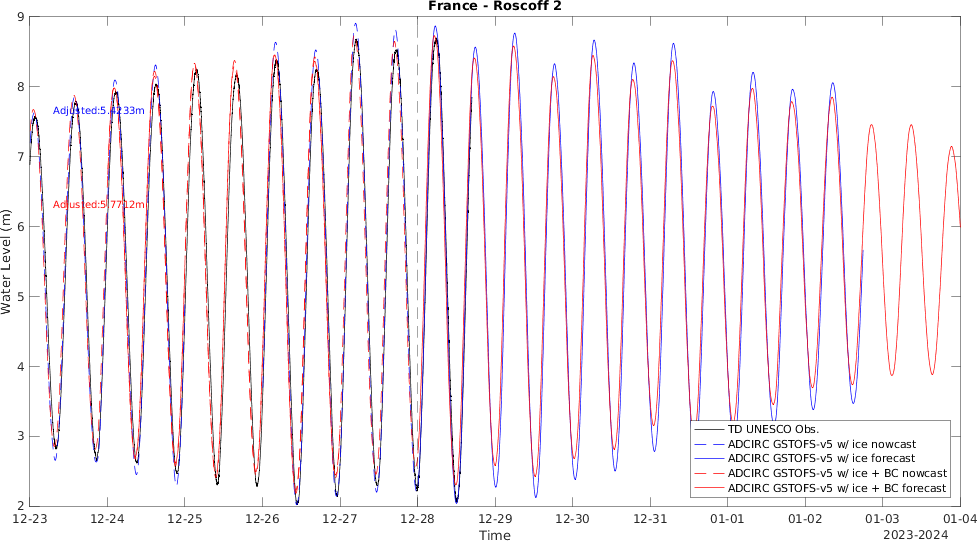 France - Roscoff 2
9
8
7
6
5
4
3
2
Water Level (m)
Adjusted:5.4233m
Adjusted:5.7712m
TD UNESCO Obs.
ADCIRC GSTOFS-v5 w/ ice nowcast
ADCIRC GSTOFS-v5 w/ ice forecast
ADCIRC GSTOFS-v5 w/ ice + BC nowcast
ADCIRC GSTOFS-v5 w/ ice + BC forecast
12-23 12-24 12-25 12-26 12-27 12-28 12-29 12-30 12-31 01-01 01-02 01-03 01-04
Time
2023-2024